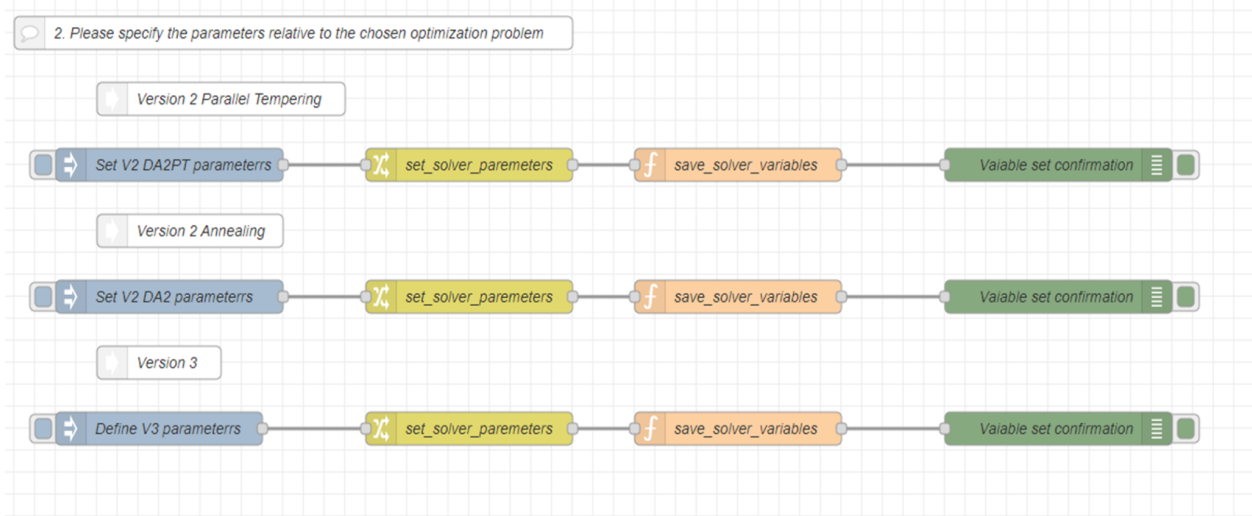 2. Please specify the parameters relative to the chosen optimization problem
Version 2 Parallel Tempering
Set V2 DA2PT parameterrs
set_solver_paremeters
save_solver_variables
Vaiable set confirmation
Version 2 Annealing
Set V2 DA2 parameterrs
set_solver_paremeters
save_solver_variables
Vaiable set confirmation
Version 3
Define V3 parameterrs
set_solver_paremeters
save_solver_variables
Vaiable set confirmation